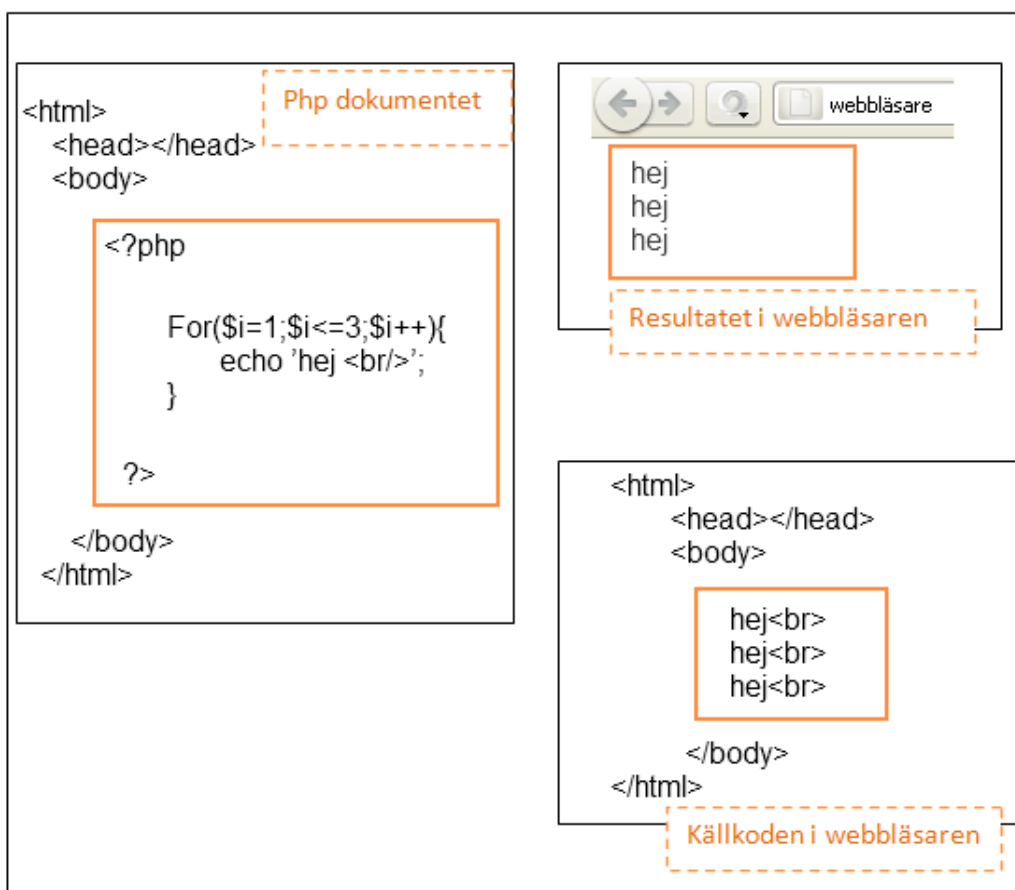 Php dokumentet
<html>
<head></head>
<body>
<?php
For($i=1;$i<=3;$i++){
echo ’hej <br/>’;
}
?>
</body>
</html>
webbläsare
hej
hej
hej
Resultatet i webbläsaren
<html>
<head></head>
<body>
hej<br>
hej<br>
hej<br>
</body>
</html>
Källkoden i webbläsaren